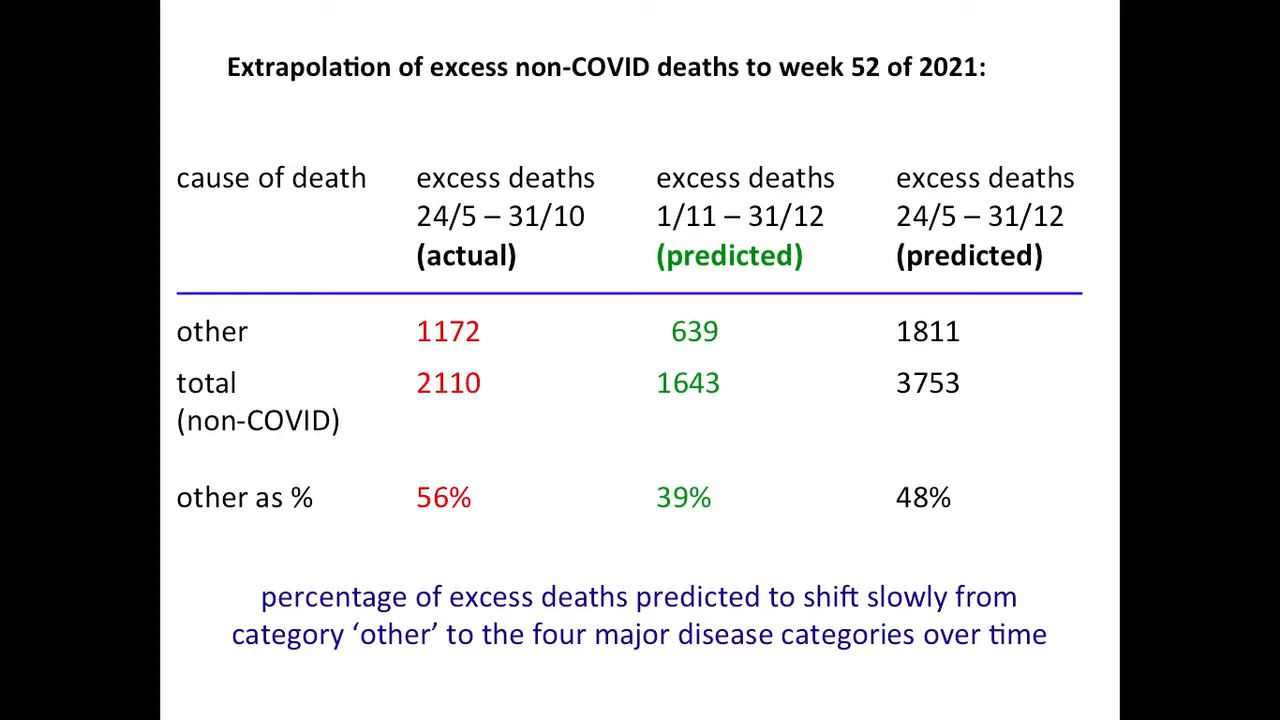 Extrapolation of excess non-COVID deaths to week 52 of 2021:
cause of death excess deaths excess deaths excess deaths
24/5 – 31/10 1/11 – 31/12 24/5 – 31/12
(actual) (predicted) (predicted)
other 1172 639 1811
total 2110 1643 3753
(non-COVID)
other as % 56% 39% 48%
percentage of excess deaths predicted to shift slowly from
category ‘other’ to the four major disease categories over time